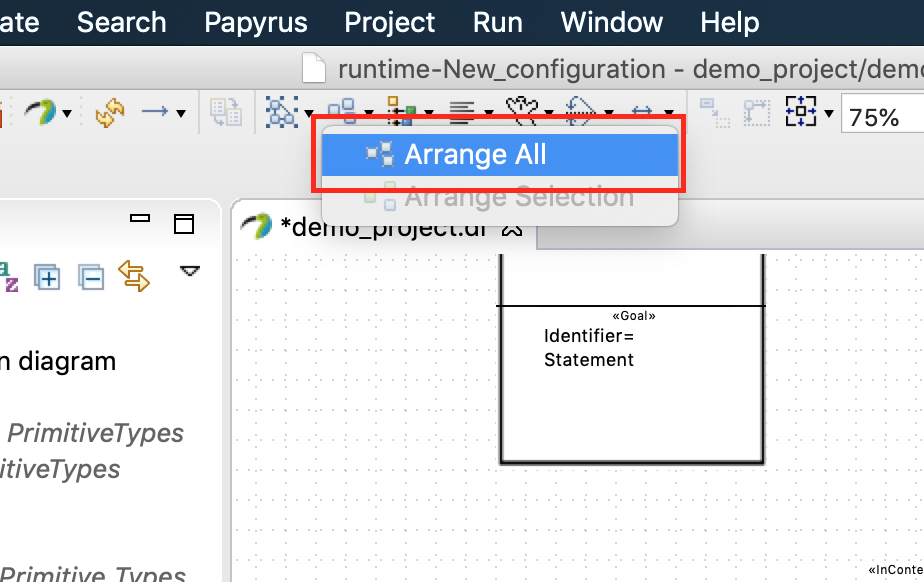 ate Search Papyrus Project Run Window Help
runtime-New_configuration - demo_project/demo
75%
Arrange All
Arrange Selection
*demo_project.di
a
z
«Goal»
Identifier=
Statement
n diagram
PrimitiveTypes
itiveTypes
Primitive Types
«InConte